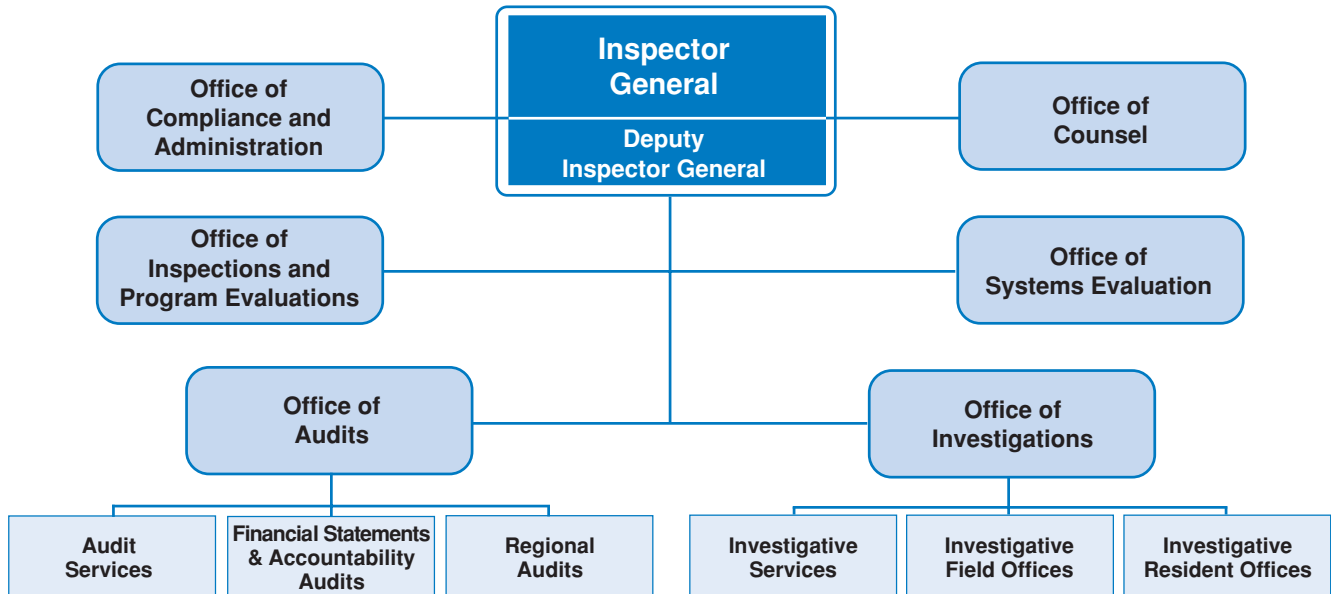 Inspector
General
Deputy
Inspector General
Office of
Compliance and
Administration
Office of
Counsel
Office of
Inspections and
Program Evaluations
Office of
Systems Evaluation
Office of
Audits
Office of
Investigations
Audit
Services
Financial Statements
& Accountability
Audits
Regional
Audits
Investigative
Services
Investigative
Field Offices
Investigative
Resident Offices